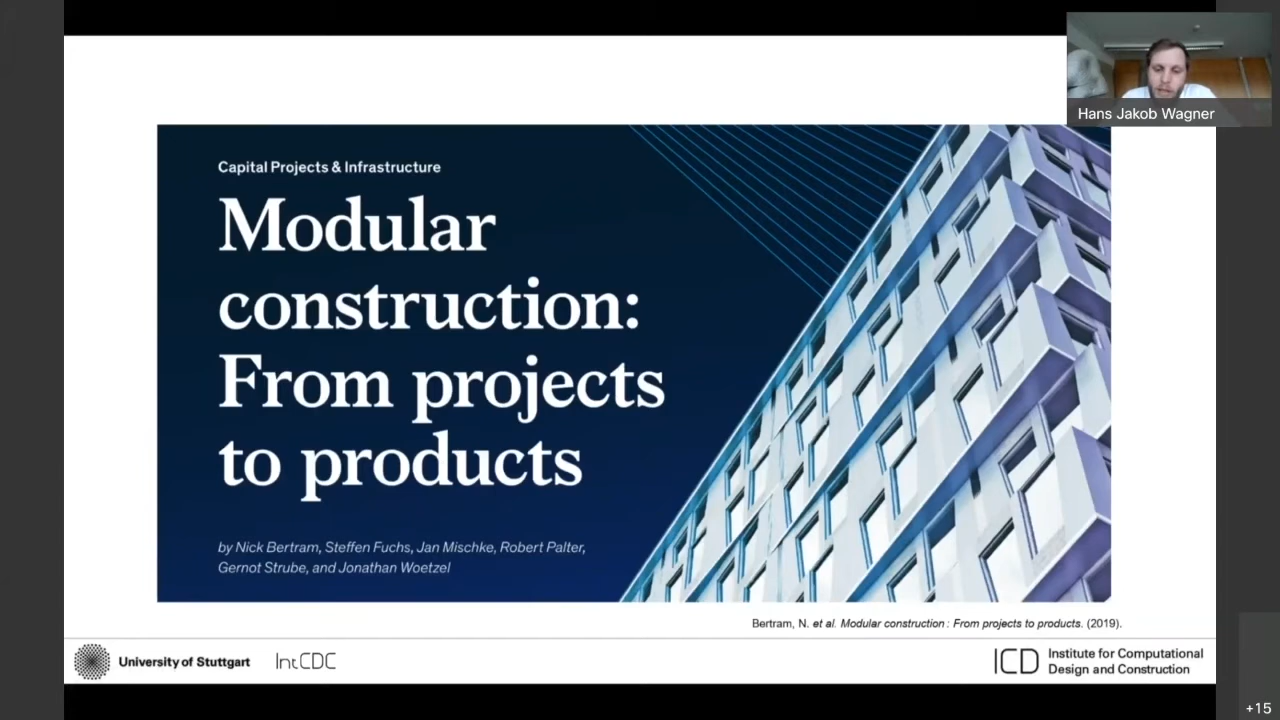 Hans Jakob Wagner
Capital Projects & Infrastructure
Modular
construction:
From projects
to products
by Nick Bertram, Steffen Fuchs, Jan Mischke, Robert Palter,
Gernot Strube, and Jonathan Woetzel
Bertram, N. et al. Modular construction : From projects to products. (2019).
University of Stuttgart
IntCDC
ICD
Institute for Computational
Design and Construction
+15